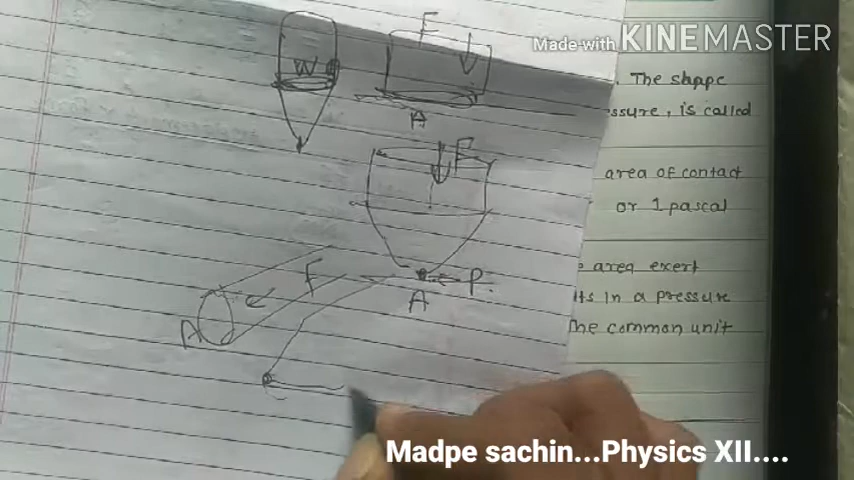 Made with KINEMASTER
F
W
A
The shape
ssure, is called
F
area of contact
or 1 pascal
P.
A
F
A
area exert
lts in a pressure
The common unit
Madpe sachin...Physics XII....